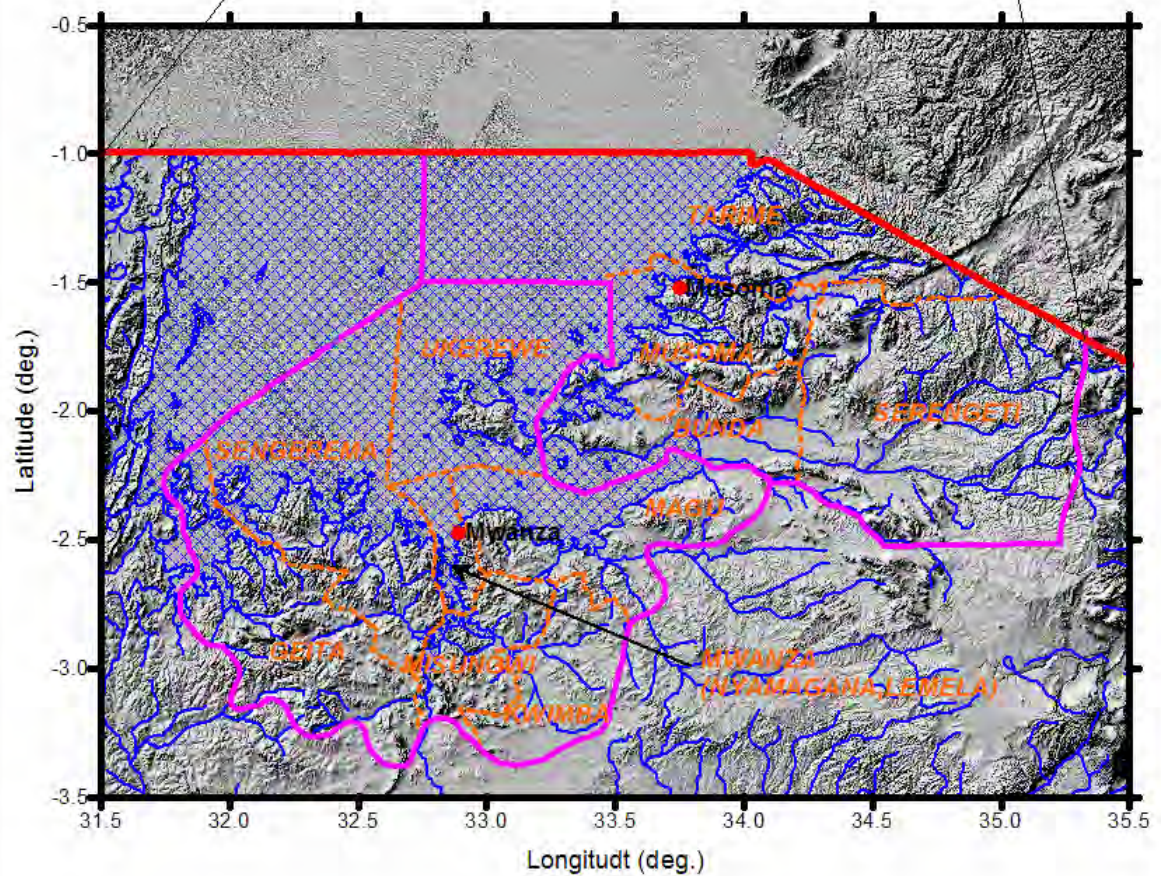 -0.5
-1.0
TARIME
-1.5
Musoma
UKEREWE
MUSOMA
Latitude (deg.)
-2.0
SERENGETI
BUNDA
SENGEREMA
MAGU
-2.5
Mwanza
GEITA
MISUNGWI
-3.0
MWANZA
(NYAMAGANA,LEMELA)
KWIMBA
-3.5
31.5 32.0 32.5 33.0 33.5 34.0 34.5 35.0 35.5
Longitudt (deg.)